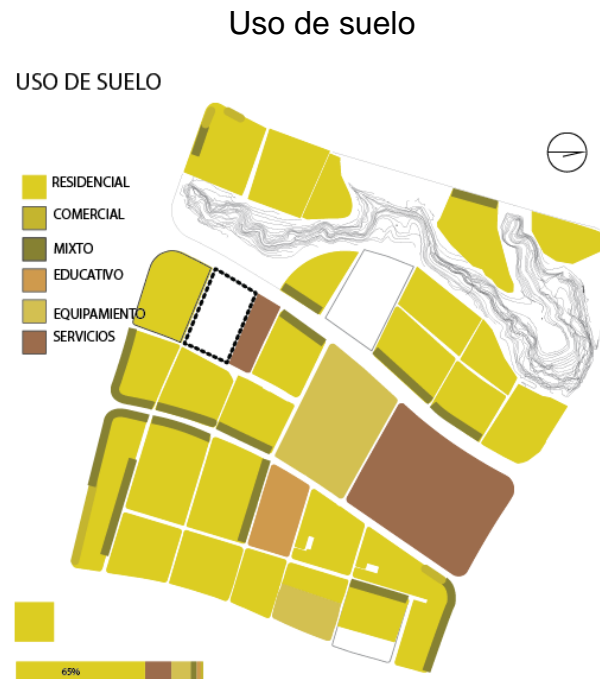 Uso de suelo
USO DE SUELO
RESIDENCIAL
COMERCIAL
MIXTO
EDUCATIVO
EQUIPAMIENTO
SERVICIOS
65%